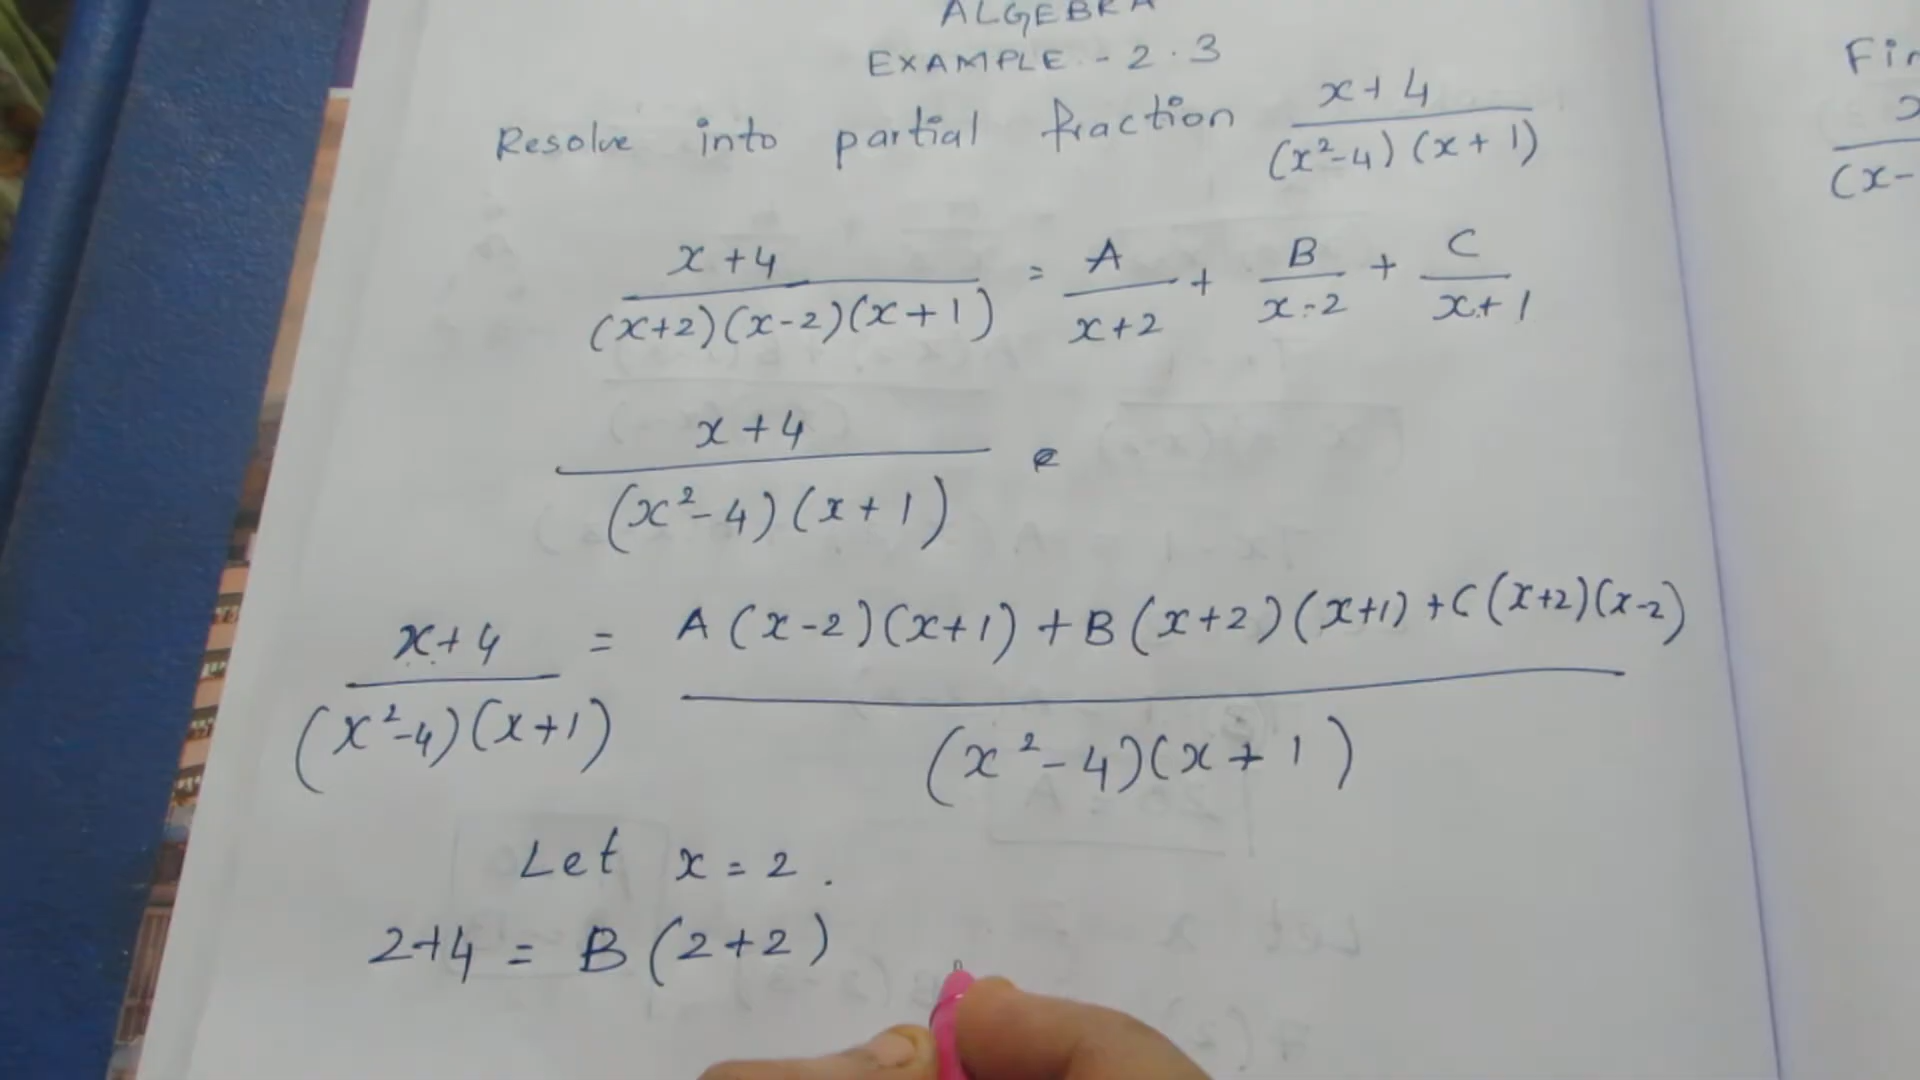 ALGEBRA
EXAMPLE - 2.3
Resolve into partial fraction x+4 / (x²-4)(x+1)
x+4 / (x+2)(x-2)(x+1) = A / x+2 + B / x-2 + C / x+1
x+4 / (x²-4)(x+1)
x+4 / (x²-4)(x+1) = A(x-2)(x+1)+B(x+2)(x+1)+C(x+2)(x-2) / (x²-4)(x+1)
Let x=2.
2+4 = B(2+2)
(x-